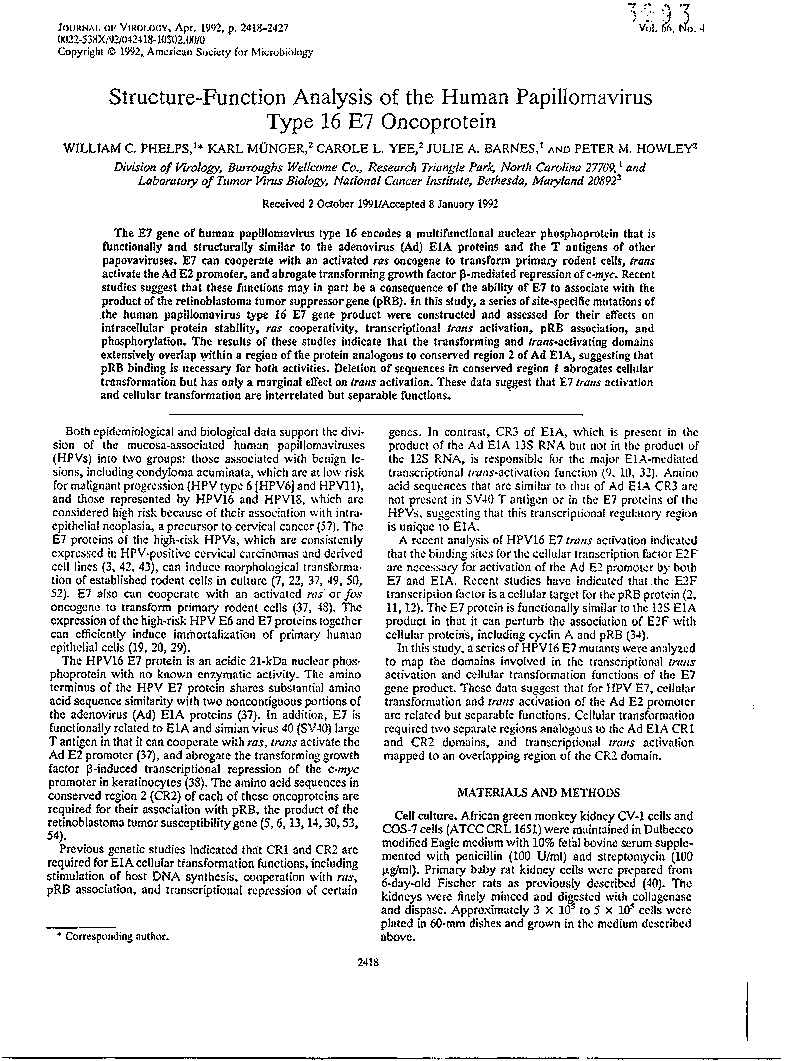 3293
JOURNAL OF VIROLOGY, Apr. 1992, p. 2418-2427
Vol. 66, No. 4
0022-538X/92/042418-10$02.00/0
Copyright © 1992, American Society for Microbiology
Structure-Function Analysis of the Human Papillomavirus
Type 16 E7 Oncoprotein
WILLIAM C. PHELPS,¹* KARL MÜNGER,² CAROLE L. YEE,² JULIE A. BARNES,¹ AND PETER M. HOWLEY²
Division of Virology, Burroughs Wellcome Co., Research Triangle Park, North Carolina 27709,¹ and
Laboratory of Tumor Virus Biology, National Cancer Institute, Bethesda, Maryland 20892²
Received 2 October 1991/Accepted 8 January 1992
The E7 gene of human papillomavirus type 16 encodes a multifunctional nuclear phosphoprotein that is
functionally and structurally similar to the adenovirus (Ad) E1A proteins and the T antigens of other
papovaviruses. E7 can cooperate with an activated ras oncogene to transform primary rodent cells, trans
activate the Ad E2 promoter, and abrogate transforming growth factor β-mediated repression of c-myc. Recent
studies suggest that these functions may in part be a consequence of the ability of E7 to associate with the
product of the retinoblastoma tumor suppressor gene (pRB). In this study, a series of site-specific mutations of
the human papillomavirus type 16 E7 gene product were constructed and assessed for their effects on
intracellular protein stability, ras cooperativity, transcriptional trans activation, pRB association, and
phosphorylation. The results of these studies indicate that the transforming and trans-activating domains
extensively overlap within a region of the protein analogous to conserved region 2 of Ad E1A, suggesting that
pRB binding is necessary for both activities. Deletion of sequences in conserved region 1 abrogates cellular
transformation but has only a marginal effect on trans activation. These data suggest that E7 trans activation
and cellular transformation are interrelated but separable functions.
Both epidemiological and biological data support the divi-
sion of the mucosa-associated human papillomaviruses
(HPVs) into two groups: those associated with benign le-
sions, including condyloma acuminata, which are at low risk
for malignant progression (HPV type 6 [HPV6] and HPV11),
and those represented by HPV16 and HPV18, which are
considered high risk because of their association with intra-
epithelial neoplasia, a precursor to cervical cancer (57). The
E7 proteins of the high-risk HPVs, which are consistently
expressed in HPV-positive cervical carcinomas and derived
cell lines (3, 42, 43), can induce morphological transforma-
tion of established rodent cells in culture (7, 22, 37, 49, 50,
52). E7 also can cooperate with an activated ras or fos
oncogene to transform primary rodent cells (37, 48). The
expression of the high-risk HPV E6 and E7 proteins together
can efficiently induce immortalization of primary human
epithelial cells (19, 20, 29).
The HPV16 E7 protein is an acidic 21-kDa nuclear phos-
phoprotein with no known enzymatic activity. The amino
terminus of the HPV E7 protein shares substantial amino
acid sequence similarity with two noncontiguous portions of
the adenovirus (Ad) E1A proteins (37). In addition, E7 is
functionally related to E1A and simian virus 40 (SV40) large
T antigen in that it can cooperate with ras, trans activate the
Ad E2 promoter (37), and abrogate the transforming growth
factor β-induced transcriptional repression of the c-myc
promoter in keratinocytes (38). The amino acid sequences in
conserved region 2 (CR2) of each of these oncoproteins are
required for their association with pRB, the product of the
retinoblastoma tumor susceptibility gene (5, 6, 13, 14, 30, 53,
54).
Previous genetic studies indicated that CR1 and CR2 are
required for E1A cellular transformation functions, including
stimulation of host DNA synthesis, cooperation with ras,
pRB association, and transcriptional repression of certain
* Corresponding author.
genes. In contrast, CR3 of E1A, which is present in the
product of the Ad E1A 13S RNA but not in the product of
the 12S RNA, is responsible for the major E1A-mediated
transcriptional trans-activation function (9, 10, 32). Amino
acid sequences that are similar to that of Ad E1A CR3 are
not present in SV40 T antigen or in the E7 proteins of the
HPVs, suggesting that this transcriptional regulatory region
is unique to E1A.
A recent analysis of HPV16 E7 trans activation indicated
that the binding sites for the cellular transcription factor E2F
are necessary for activation of the Ad E2 promoter by both
E7 and E1A. Recent studies have indicated that the E2F
transcription factor is a cellular target for the pRB protein (2,
11, 12). The E7 protein is functionally similar to the 12S E1A
product in that it can perturb the association of E2F with
cellular proteins, including cyclin A and pRB (34).
In this study, a series of HPV16 E7 mutants were analyzed
to map the domains involved in the transcriptional trans
activation and cellular transformation functions of the E7
gene product. These data suggest that for HPV E7, cellular
transformation and trans activation of the Ad E2 promoter
are related but separable functions. Cellular transformation
required two separate regions analogous to the Ad E1A CR1
and CR2 domains, and transcriptional trans activation
mapped to an overlapping region of the CR2 domain.
MATERIALS AND METHODS
Cell culture. African green monkey kidney CV-1 cells and
COS-7 cells (ATCC CRL 1651) were maintained in Dulbecco
modified Eagle medium with 10% fetal bovine serum supple-
mented with penicillin (100 U/ml) and streptomycin (100
µg/ml). Primary baby rat kidney cells were prepared from
6-day-old Fischer rats as previously described (40). The
kidneys were finely minced and digested with collagenase
and dispase. Approximately 3 × 10⁵ to 5 × 10⁵ cells were
plated in 60-mm dishes and grown in the medium described
above.
2418